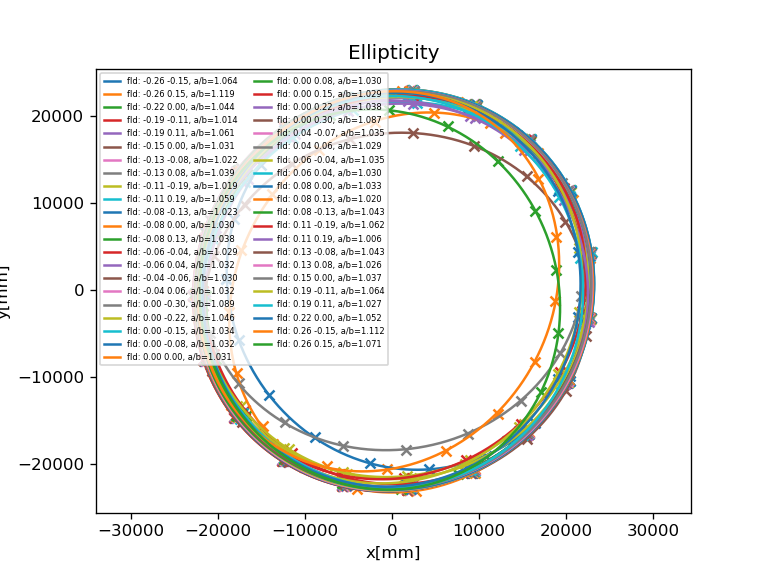 Ellipticity
fld: -0.26 -0.15, a/b=1.064
fld: -0.26 0.15, a/b=1.119
fld: -0.22 0.00, a/b=1.044
fld: -0.19 -0.11, a/b=1.014
fld: -0.19 0.11, a/b=1.061
fld: -0.15 0.00, a/b=1.031
fld: -0.13 -0.08, a/b=1.022
fld: -0.13 0.08, a/b=1.039
fld: -0.11 -0.19, a/b=1.019
fld: -0.11 0.19, a/b=1.059
fld: -0.08 -0.13, a/b=1.023
fld: -0.08 0.00, a/b=1.030
fld: -0.08 0.13, a/b=1.038
fld: -0.06 -0.04, a/b=1.029
fld: -0.06 0.04, a/b=1.032
fld: -0.04 -0.06, a/b=1.030
fld: -0.04 0.06, a/b=1.032
fld: 0.00 -0.30, a/b=1.089
fld: 0.00 -0.22, a/b=1.046
fld: 0.00 -0.15, a/b=1.034
fld: 0.00 -0.08, a/b=1.032
fld: 0.00 0.00, a/b=1.031
fld: 0.00 0.08, a/b=1.030
fld: 0.00 0.15, a/b=1.029
fld: 0.00 0.22, a/b=1.038
fld: 0.00 0.30, a/b=1.087
fld: 0.04 -0.07, a/b=1.035
fld: 0.04 0.06, a/b=1.029
fld: 0.06 -0.04, a/b=1.035
fld: 0.06 0.04, a/b=1.030
fld: 0.08 0.00, a/b=1.033
fld: 0.08 0.13, a/b=1.020
fld: 0.08 -0.13, a/b=1.043
fld: 0.11 -0.19, a/b=1.062
fld: 0.11 0.19, a/b=1.006
fld: 0.13 -0.08, a/b=1.043
fld: 0.13 0.08, a/b=1.026
fld: 0.15 0.00, a/b=1.037
fld: 0.19 -0.11, a/b=1.064
fld: 0.19 0.11, a/b=1.027
fld: 0.22 0.00, a/b=1.052
fld: 0.26 -0.15, a/b=1.112
fld: 0.26 0.15, a/b=1.071
y[mm]
20000
10000
0
−10000
−20000
−30000
−20000
−10000
0
10000
20000
30000
x[mm]